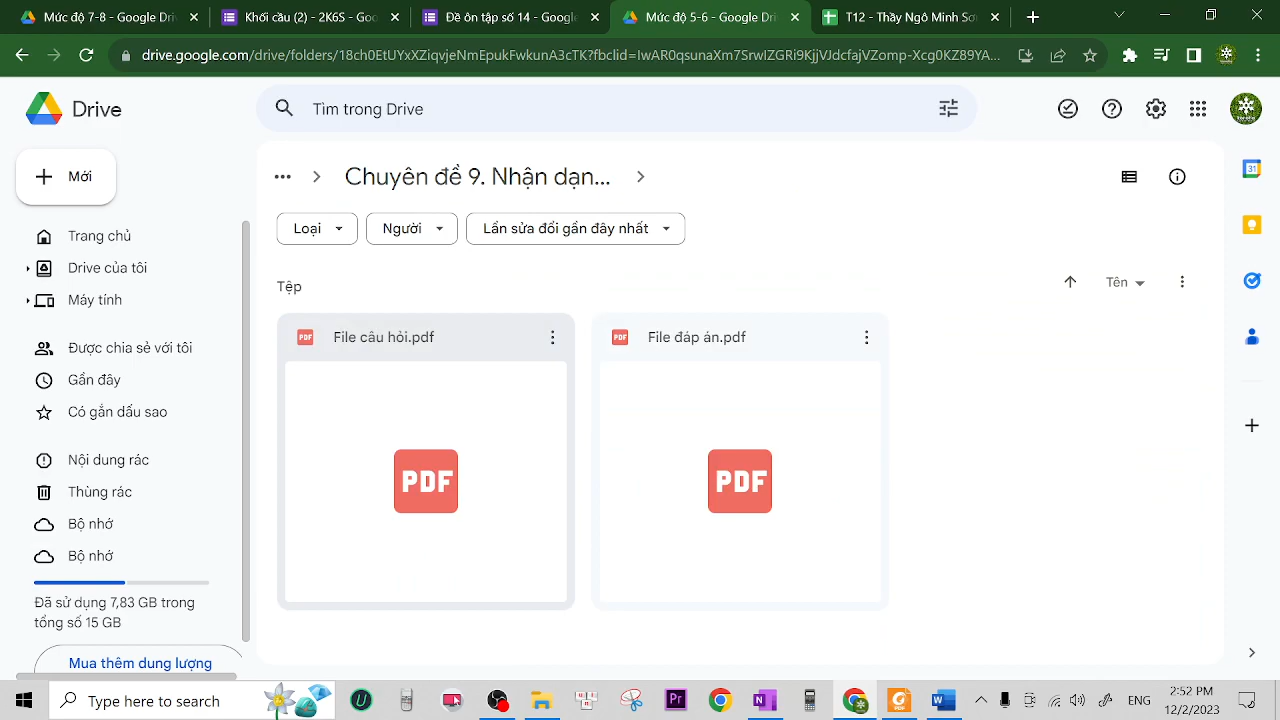 Mức độ 7-8 - Google Dri
Khối cầu (2) - 2K6S - Goo
Đề ôn tập số 14 - Google
Mức độ 5-6 - Google Dri
T12 - Thầy Ngô Minh Sơ
drive.google.com/drive/folders/18ch0EtUYxXZiqvjeNmEpukFwkunA3cTK?fbclid=IwAR0qsunaXm7SrwIZGRi9KjjVJdcfajVZomp-Xcg0KZ89YA...
Drive
Tìm trong Drive
Mới
... > Chuyên đề 9. Nhận dạn... >
Loại
Người
Lần sửa đổi gần đây nhất
Trang chủ
Drive của tôi
Máy tính
Được chia sẻ với tôi
Gần đây
Có gắn dấu sao
Nội dung rác
Thùng rác
Bộ nhớ
Bộ nhớ
Đã sử dụng 7,83 GB trong
tổng số 15 GB
Mua thêm dung lượng
Tệp
Tên
PDF File câu hỏi.pdf
PDF
PDF File đáp án.pdf
PDF
31
Type here to search
Pr
N
W
ENG
2:52 PM
12/2/2023